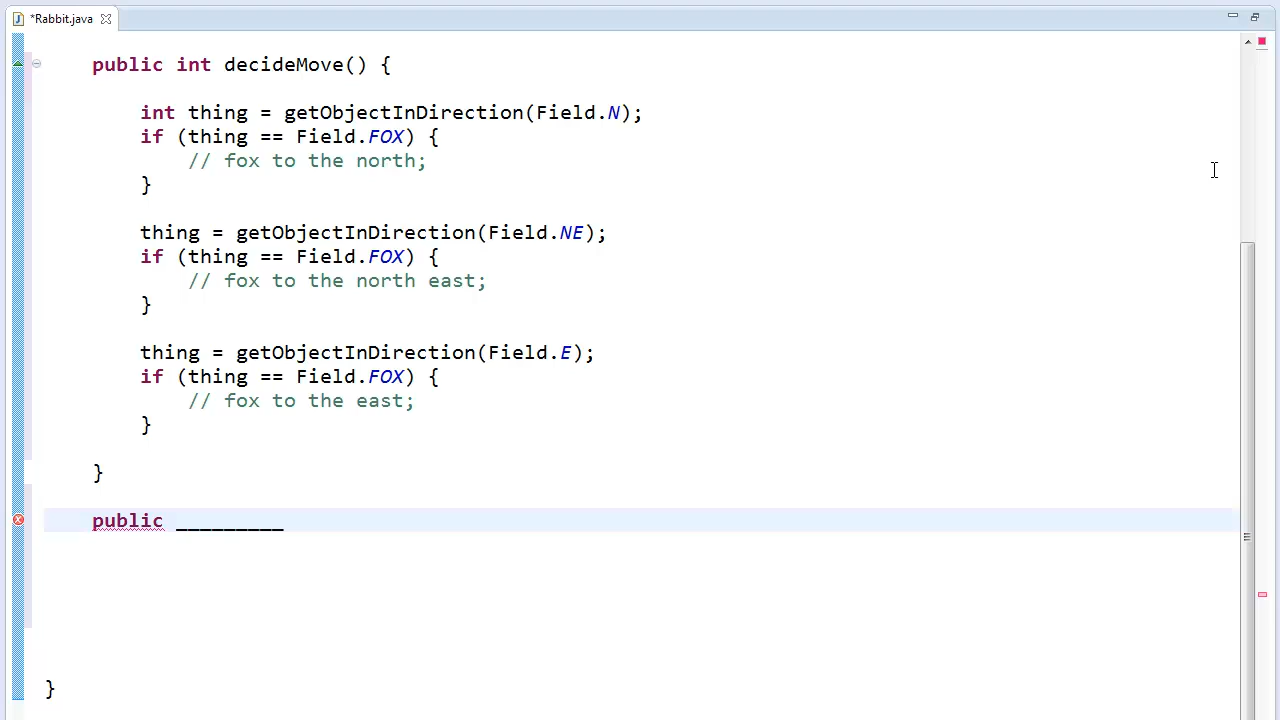 *Rabbit.java
public int decideMove() {
int thing = getObjectInDirection(Field.N);
if (thing == Field.FOX) {
// fox to the north;
}
thing = getObjectInDirection(Field.NE);
if (thing == Field.FOX) {
// fox to the north east;
}
thing = getObjectInDirection(Field.E);
if (thing == Field.FOX) {
// fox to the east;
}
}
public _________
}